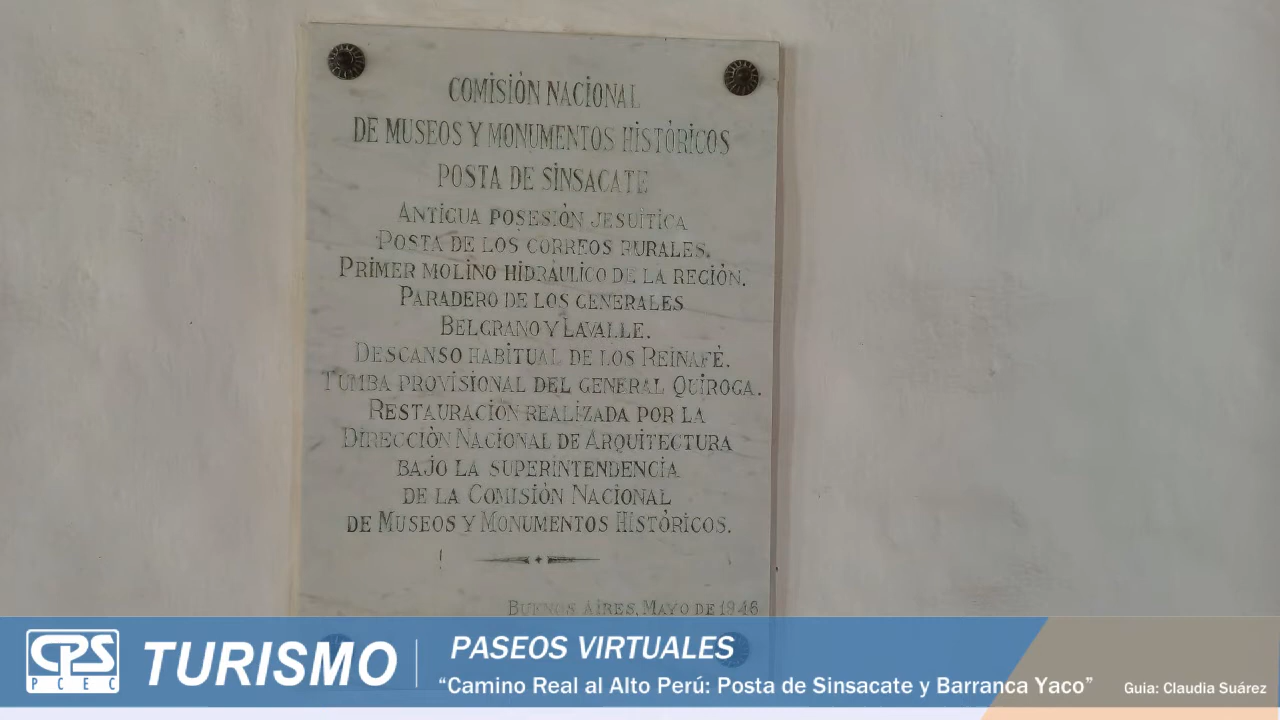 COMISIÓN NACIONAL
DE MUSEOS Y MONUMENTOS HISTÓRICOS
POSTA DE SINSACATE
ANTIGUA POSESIÓN JESUÍTICA
POSTA DE LOS CORREOS RURALES.
PRIMER MOLINO HIDRÁULICO DE LA REGIÓN.
PARADERO DE LOS GENERALES
BELGRANO Y LAVALLE.
DESCANSO HABITUAL DE LOS REINAFÉ.
TUMBA PROVISIONAL DEL GENERAL QUIROGA.
RESTAURACIÓN REALIZADA POR LA
DIRECCIÓN NACIONAL DE ARQUITECTURA
BAJO LA SUPERINTENDENCIA
DE LA COMISIÓN NACIONAL
DE MUSEOS Y MONUMENTOS HISTÓRICOS.
BUENOS AIRES, MAYO DE 1946
CPS
PCEC
TURISMO
PASEOS VIRTUALES
“Camino Real al Alto Perú: Posta de Sinsacate y Barranca Yaco”
Guia: Claudia Suárez